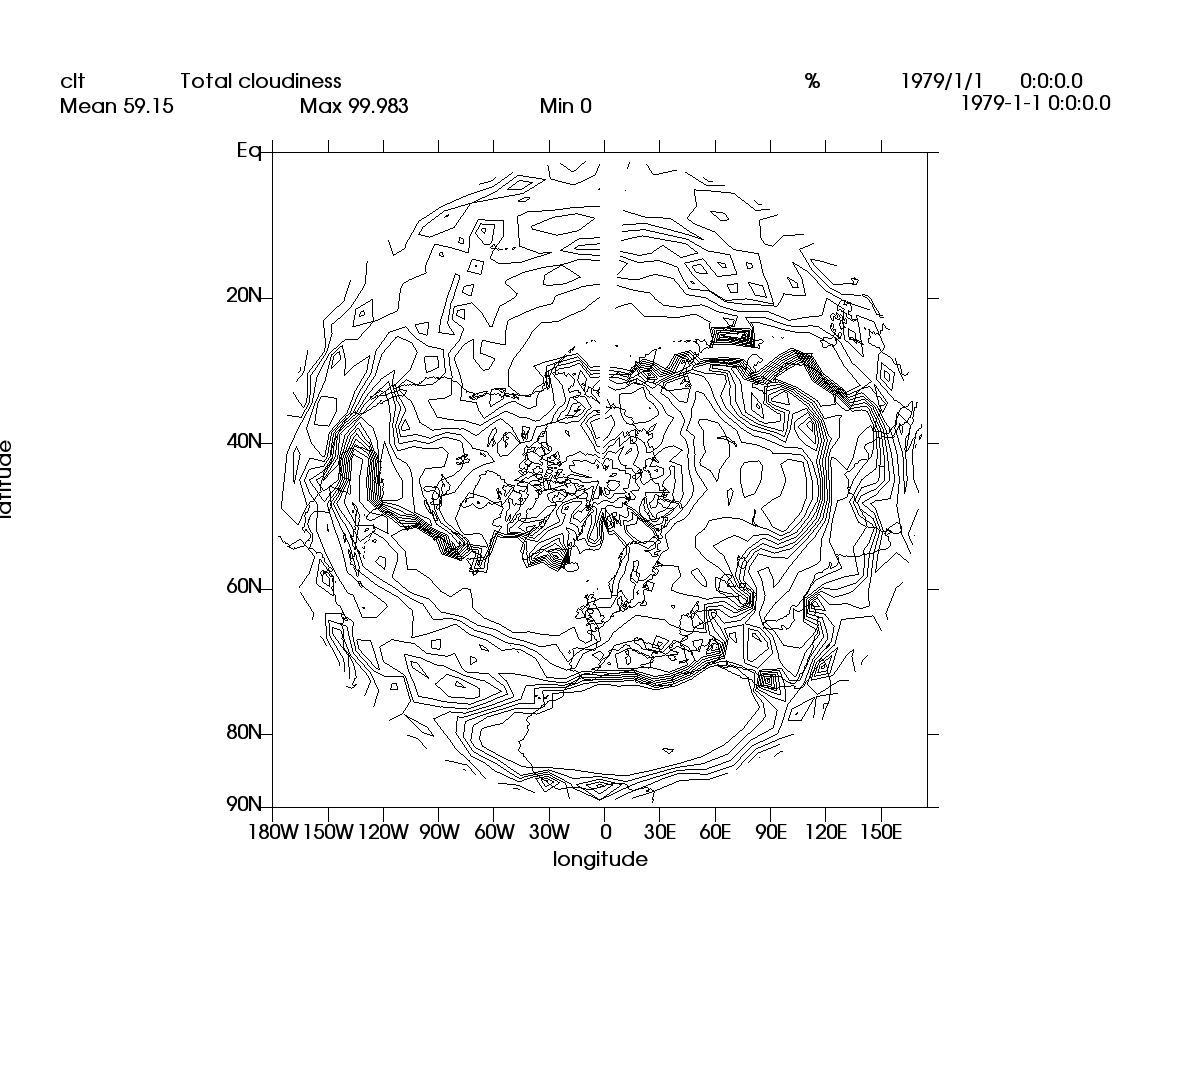 clt Total cloudiness % 1979/1/1 0:0:0.0
Mean 59.15 Max 99.983 Min 0 1979-1-1 0:0:0.0
Eq
20N
40N
latitude
60N
80N
90N
180W 150W 120W 90W 60W 30W 0 30E 60E 90E 120E 150E
longitude